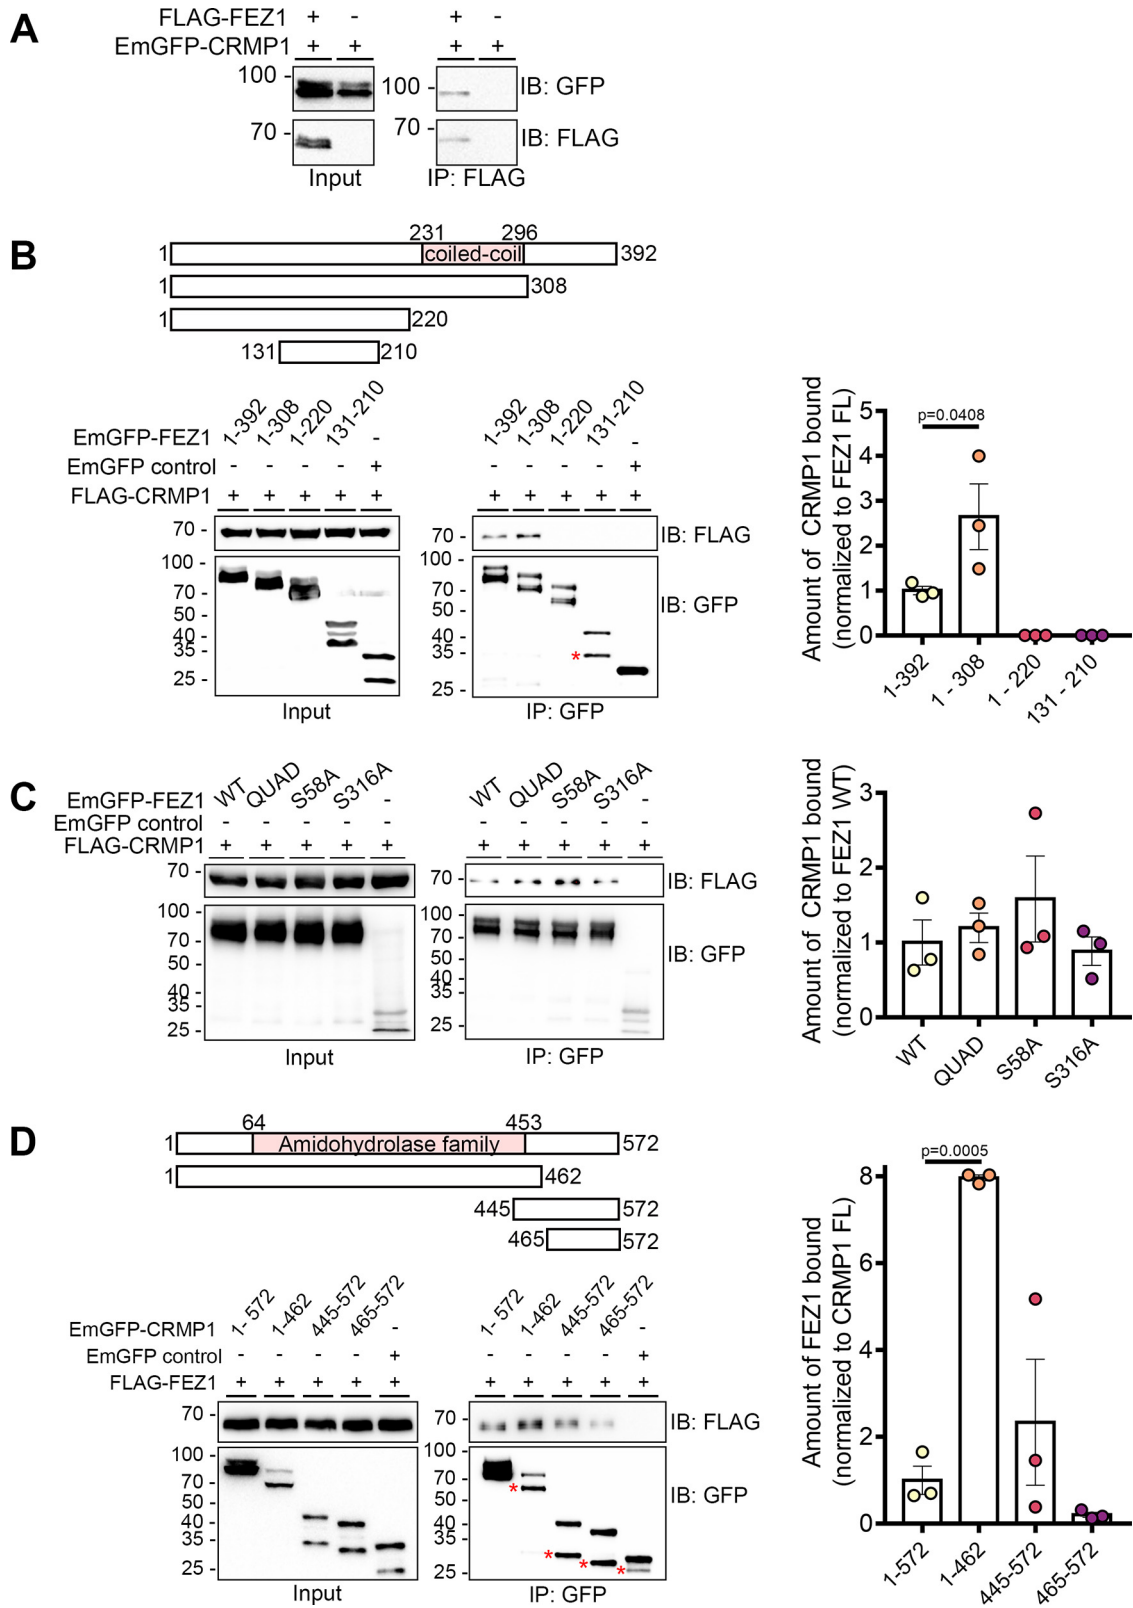 A
FLAG-FEZ1 + - + -
EmGFP-CRMP1 + + + +
100 - 100 - IB: GFP
70 - 70 - IB: FLAG
Input IP: FLAG
B
231 296
1 coiled-coil 392
1 308
1 220
131 210
EmGFP-FEZ1 1-392 1-308 1-220 131-210 - 1-392 1-308 1-220 131-210 -
EmGFP control - - - - + - - - - +
FLAG-CRMP1 + + + + + + + + + +
70 - 70 - IB: FLAG
100 - 100 -
70 - 70 -
50 - 50 - IB: GFP
40 - 40 -
35 - 35 - *
25 - 25 -
Input IP: GFP
Amount of CRMP1 bound
(normalized to FEZ1 FL)
5
4
3
2
1
0
p=0.0408
1-392 1 - 308 1 - 220 131 - 210
C
EmGFP-FEZ1 WT QUAD S58A S316A - WT QUAD S58A S316A -
EmGFP control - - - - - - - - - -
FLAG-CRMP1 + + + + + + + + + +
70 - 70 - IB: FLAG
100 - 100 -
70 - 70 -
50 - 50 - IB: GFP
40 - 40 -
35 - 35 -
25 - 25 -
Input IP: GFP
Amount of CRMP1 bound
(normalized to FEZ1 WT)
3
2
1
0
WT QUAD S58A S316A
D
64 453
1 Amidohydrolase family 572
1 462
445 572
465 572
EmGFP-CRMP1 1-572 1-462 445-572 465-572 - 1-572 1-462 445-572 465-572 -
EmGFP control - - - - + - - - - +
FLAG-FEZ1 + + + + + + + + + +
70 - 70 - IB: FLAG
100 - 100 -
70 - 70 - *
50 - 50 - IB: GFP
40 - 40 -
35 - 35 - * * *
25 - 25 -
Input IP: GFP
Amount of FEZ1 bound
(normalized to CRMP1 FL)
8
6
4
2
0
p=0.0005
1-572 1-462 445-572 465-572